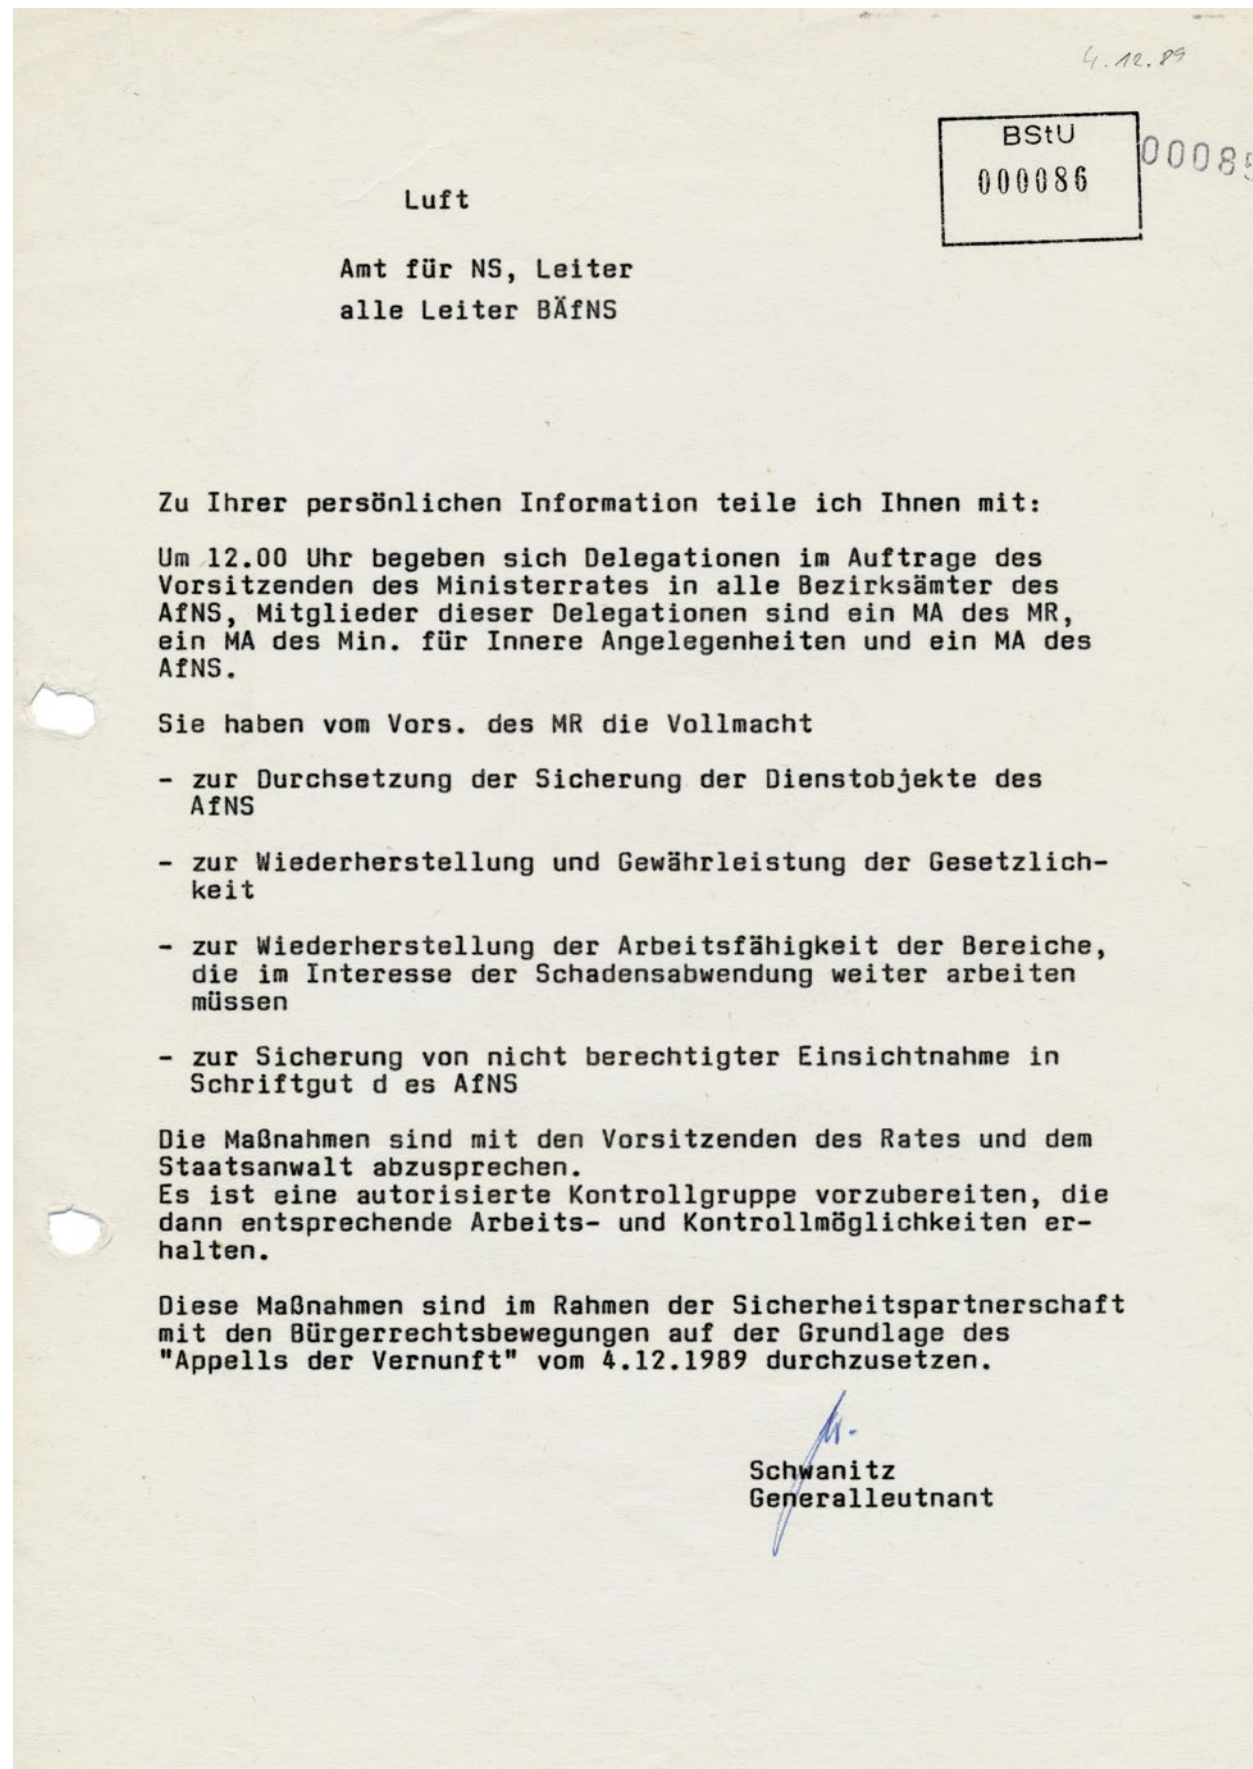 4.12.89
BStU
000086
00085
Luft
Amt für NS, Leiter
alle Leiter BÄfNS
Zu Ihrer persönlichen Information teile ich Ihnen mit:
Um 12.00 Uhr begeben sich Delegationen im Auftrage des
Vorsitzenden des Ministerrates in alle Bezirksämter des
AfNS, Mitglieder dieser Delegationen sind ein MA des MR,
ein MA des Min. für Innere Angelegenheiten und ein MA des
AfNS.
Sie haben vom Vors. des MR die Vollmacht
- zur Durchsetzung der Sicherung der Dienstobjekte des
AfNS
- zur Wiederherstellung und Gewährleistung der Gesetzlich-
keit
- zur Wiederherstellung der Arbeitsfähigkeit der Bereiche,
die im Interesse der Schadensabwendung weiter arbeiten
müssen
- zur Sicherung von nicht berechtigter Einsichtnahme in
Schriftgut d es AfNS
Die Maßnahmen sind mit den Vorsitzenden des Rates und dem
Staatsanwalt abzusprechen.
Es ist eine autorisierte Kontrollgruppe vorzubereiten, die
dann entsprechende Arbeits- und Kontrollmöglichkeiten er-
halten.
Diese Maßnahmen sind im Rahmen der Sicherheitspartnerschaft
mit den Bürgerrechtsbewegungen auf der Grundlage des
"Appells der Vernunft" vom 4.12.1989 durchzusetzen.
Schwanitz
Generalleutnant